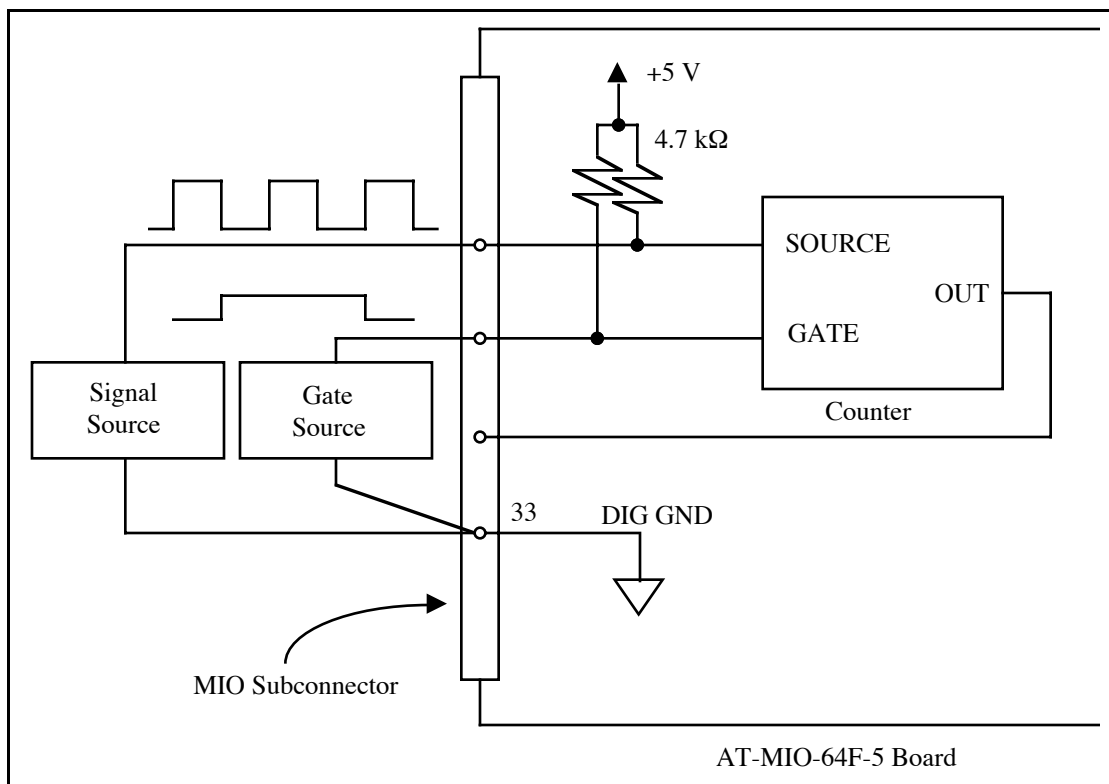 +5 V
4.7 kΩ
SOURCE
OUT
GATE
Signal
Source
Gate
Source
Counter
33
DIG GND
MIO Subconnector
AT-MIO-64F-5 Board